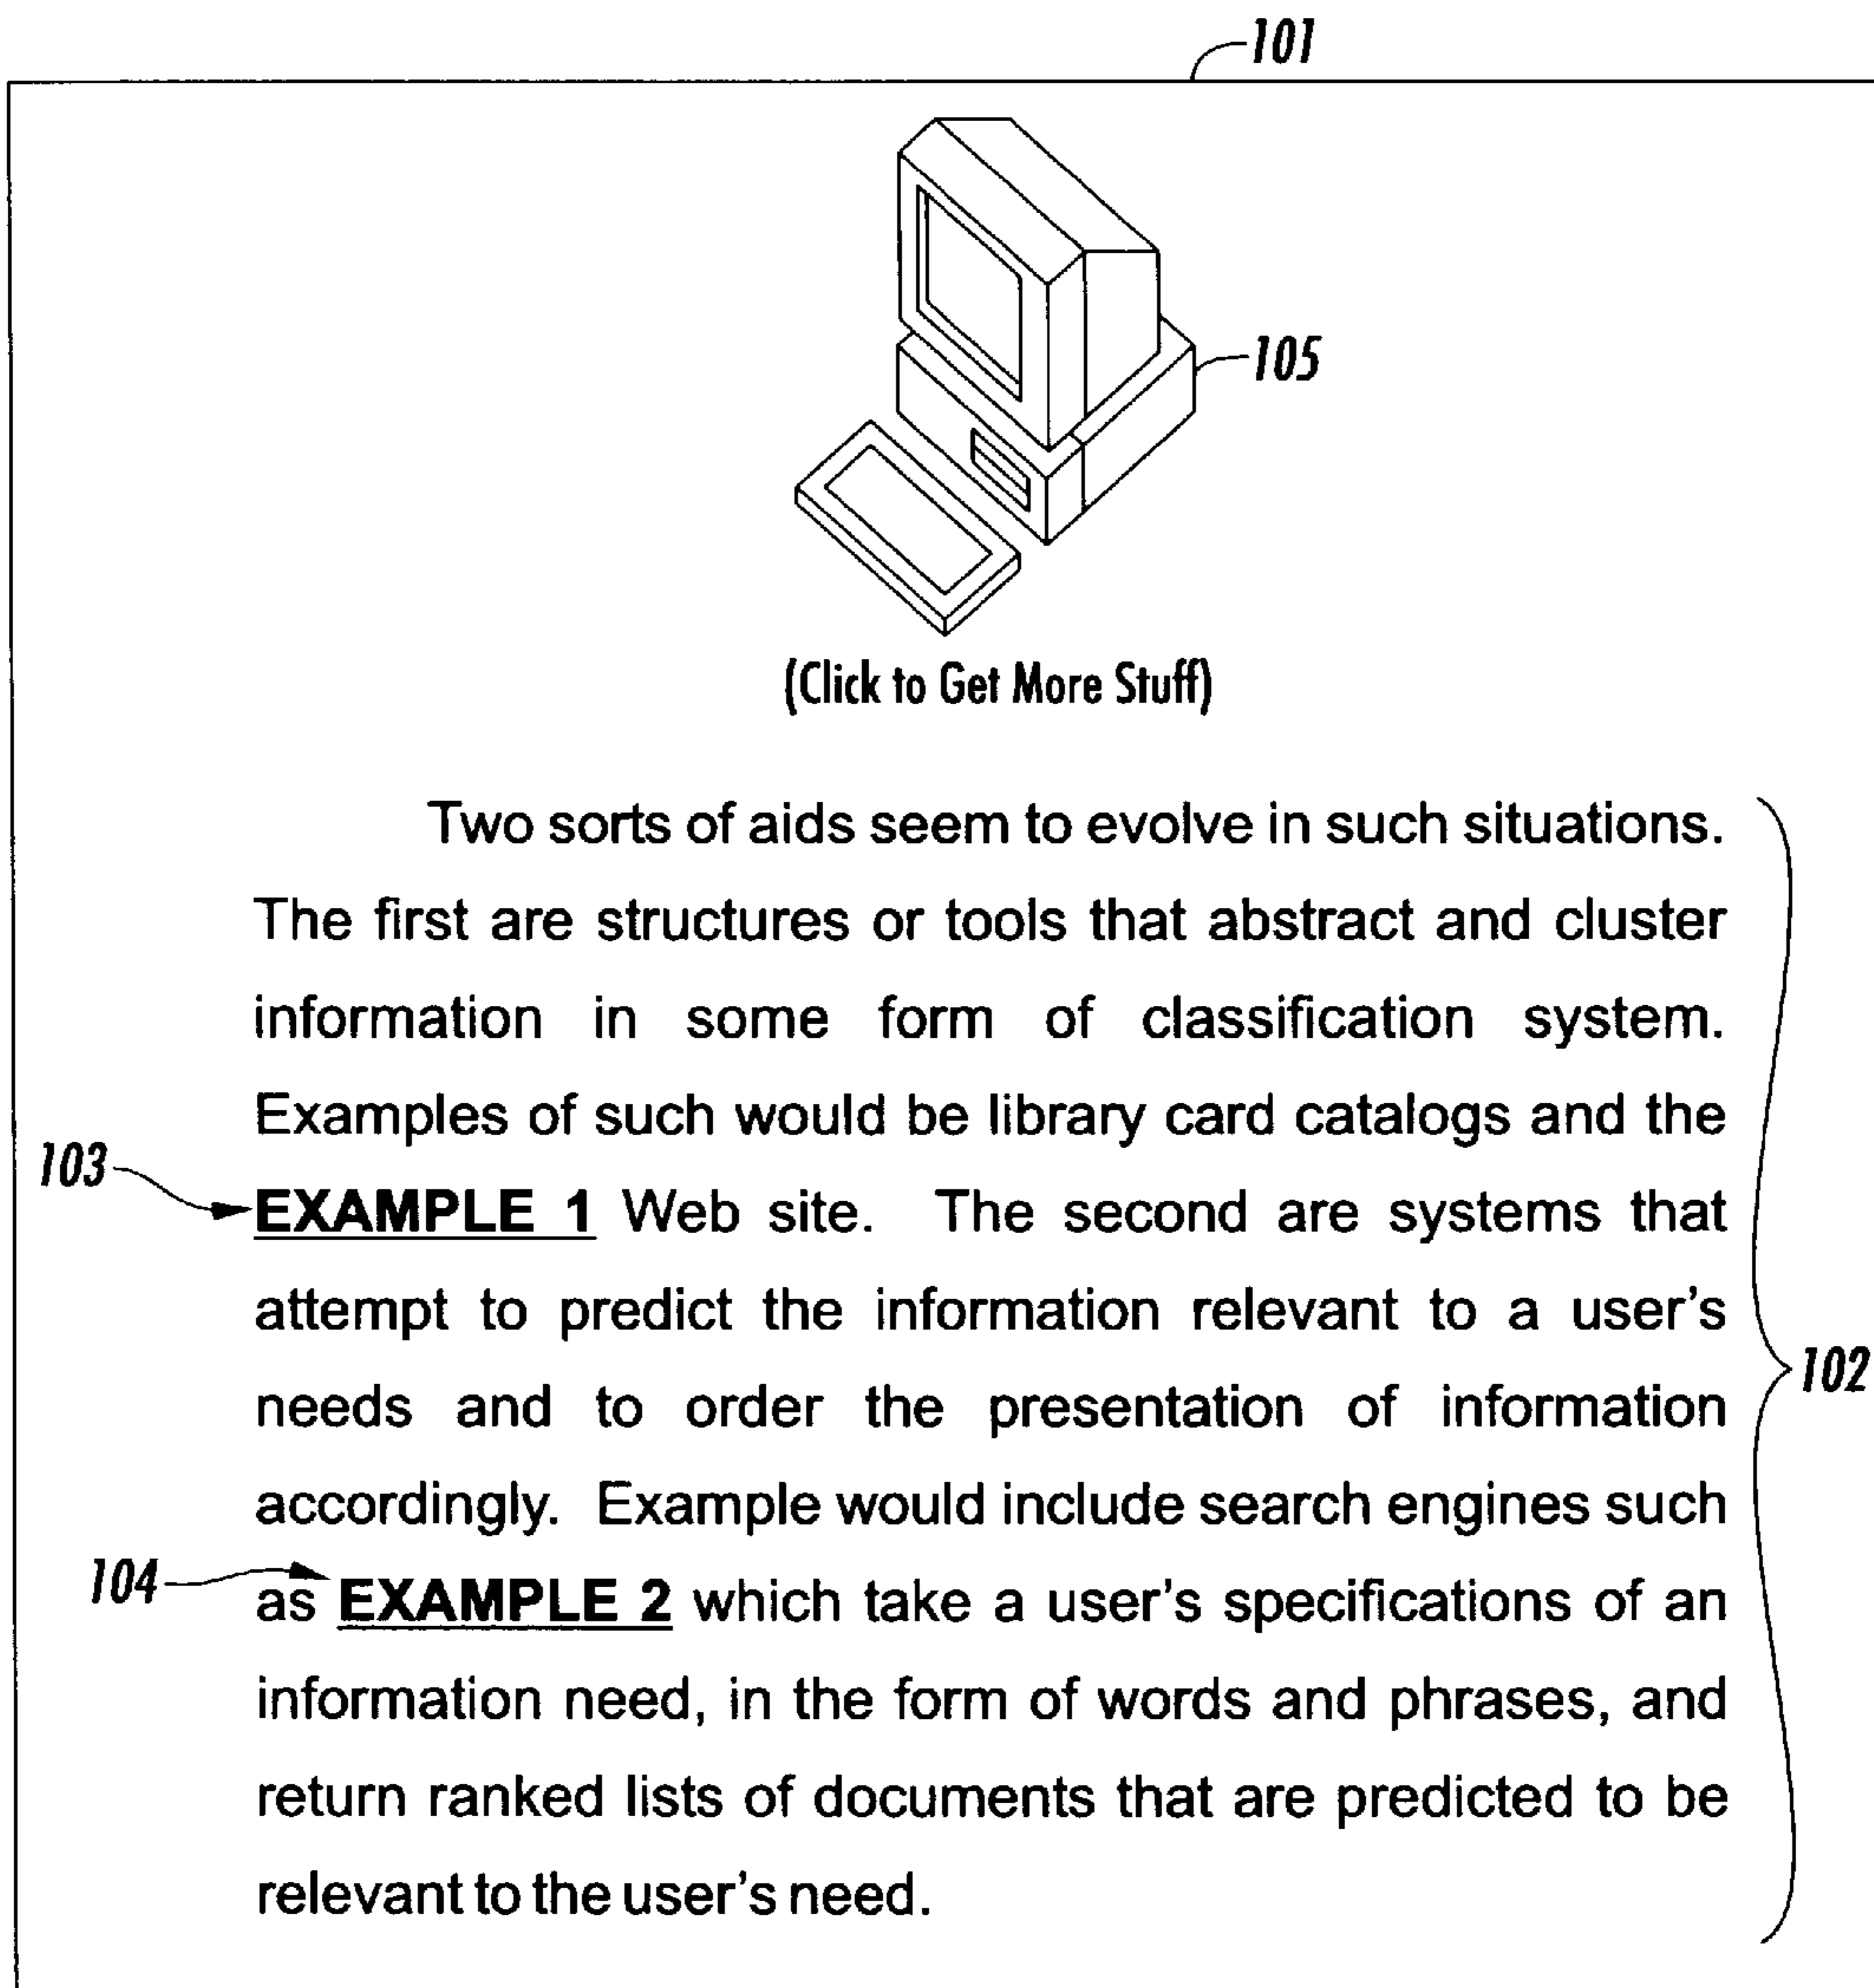 101
105
(Click to Get More Stuff)
Two sorts of aids seem to evolve in such situations.
The first are structures or tools that abstract and cluster
information in some form of classification system.
Examples of such would be library card catalogs and the
103
EXAMPLE 1 Web site. The second are systems that
attempt to predict the information relevant to a user's
needs and to order the presentation of information
102
accordingly. Example would include search engines such
104
as EXAMPLE 2 which take a user's specifications of an
information need, in the form of words and phrases, and
return ranked lists of documents that are predicted to be
relevant to the user's need.